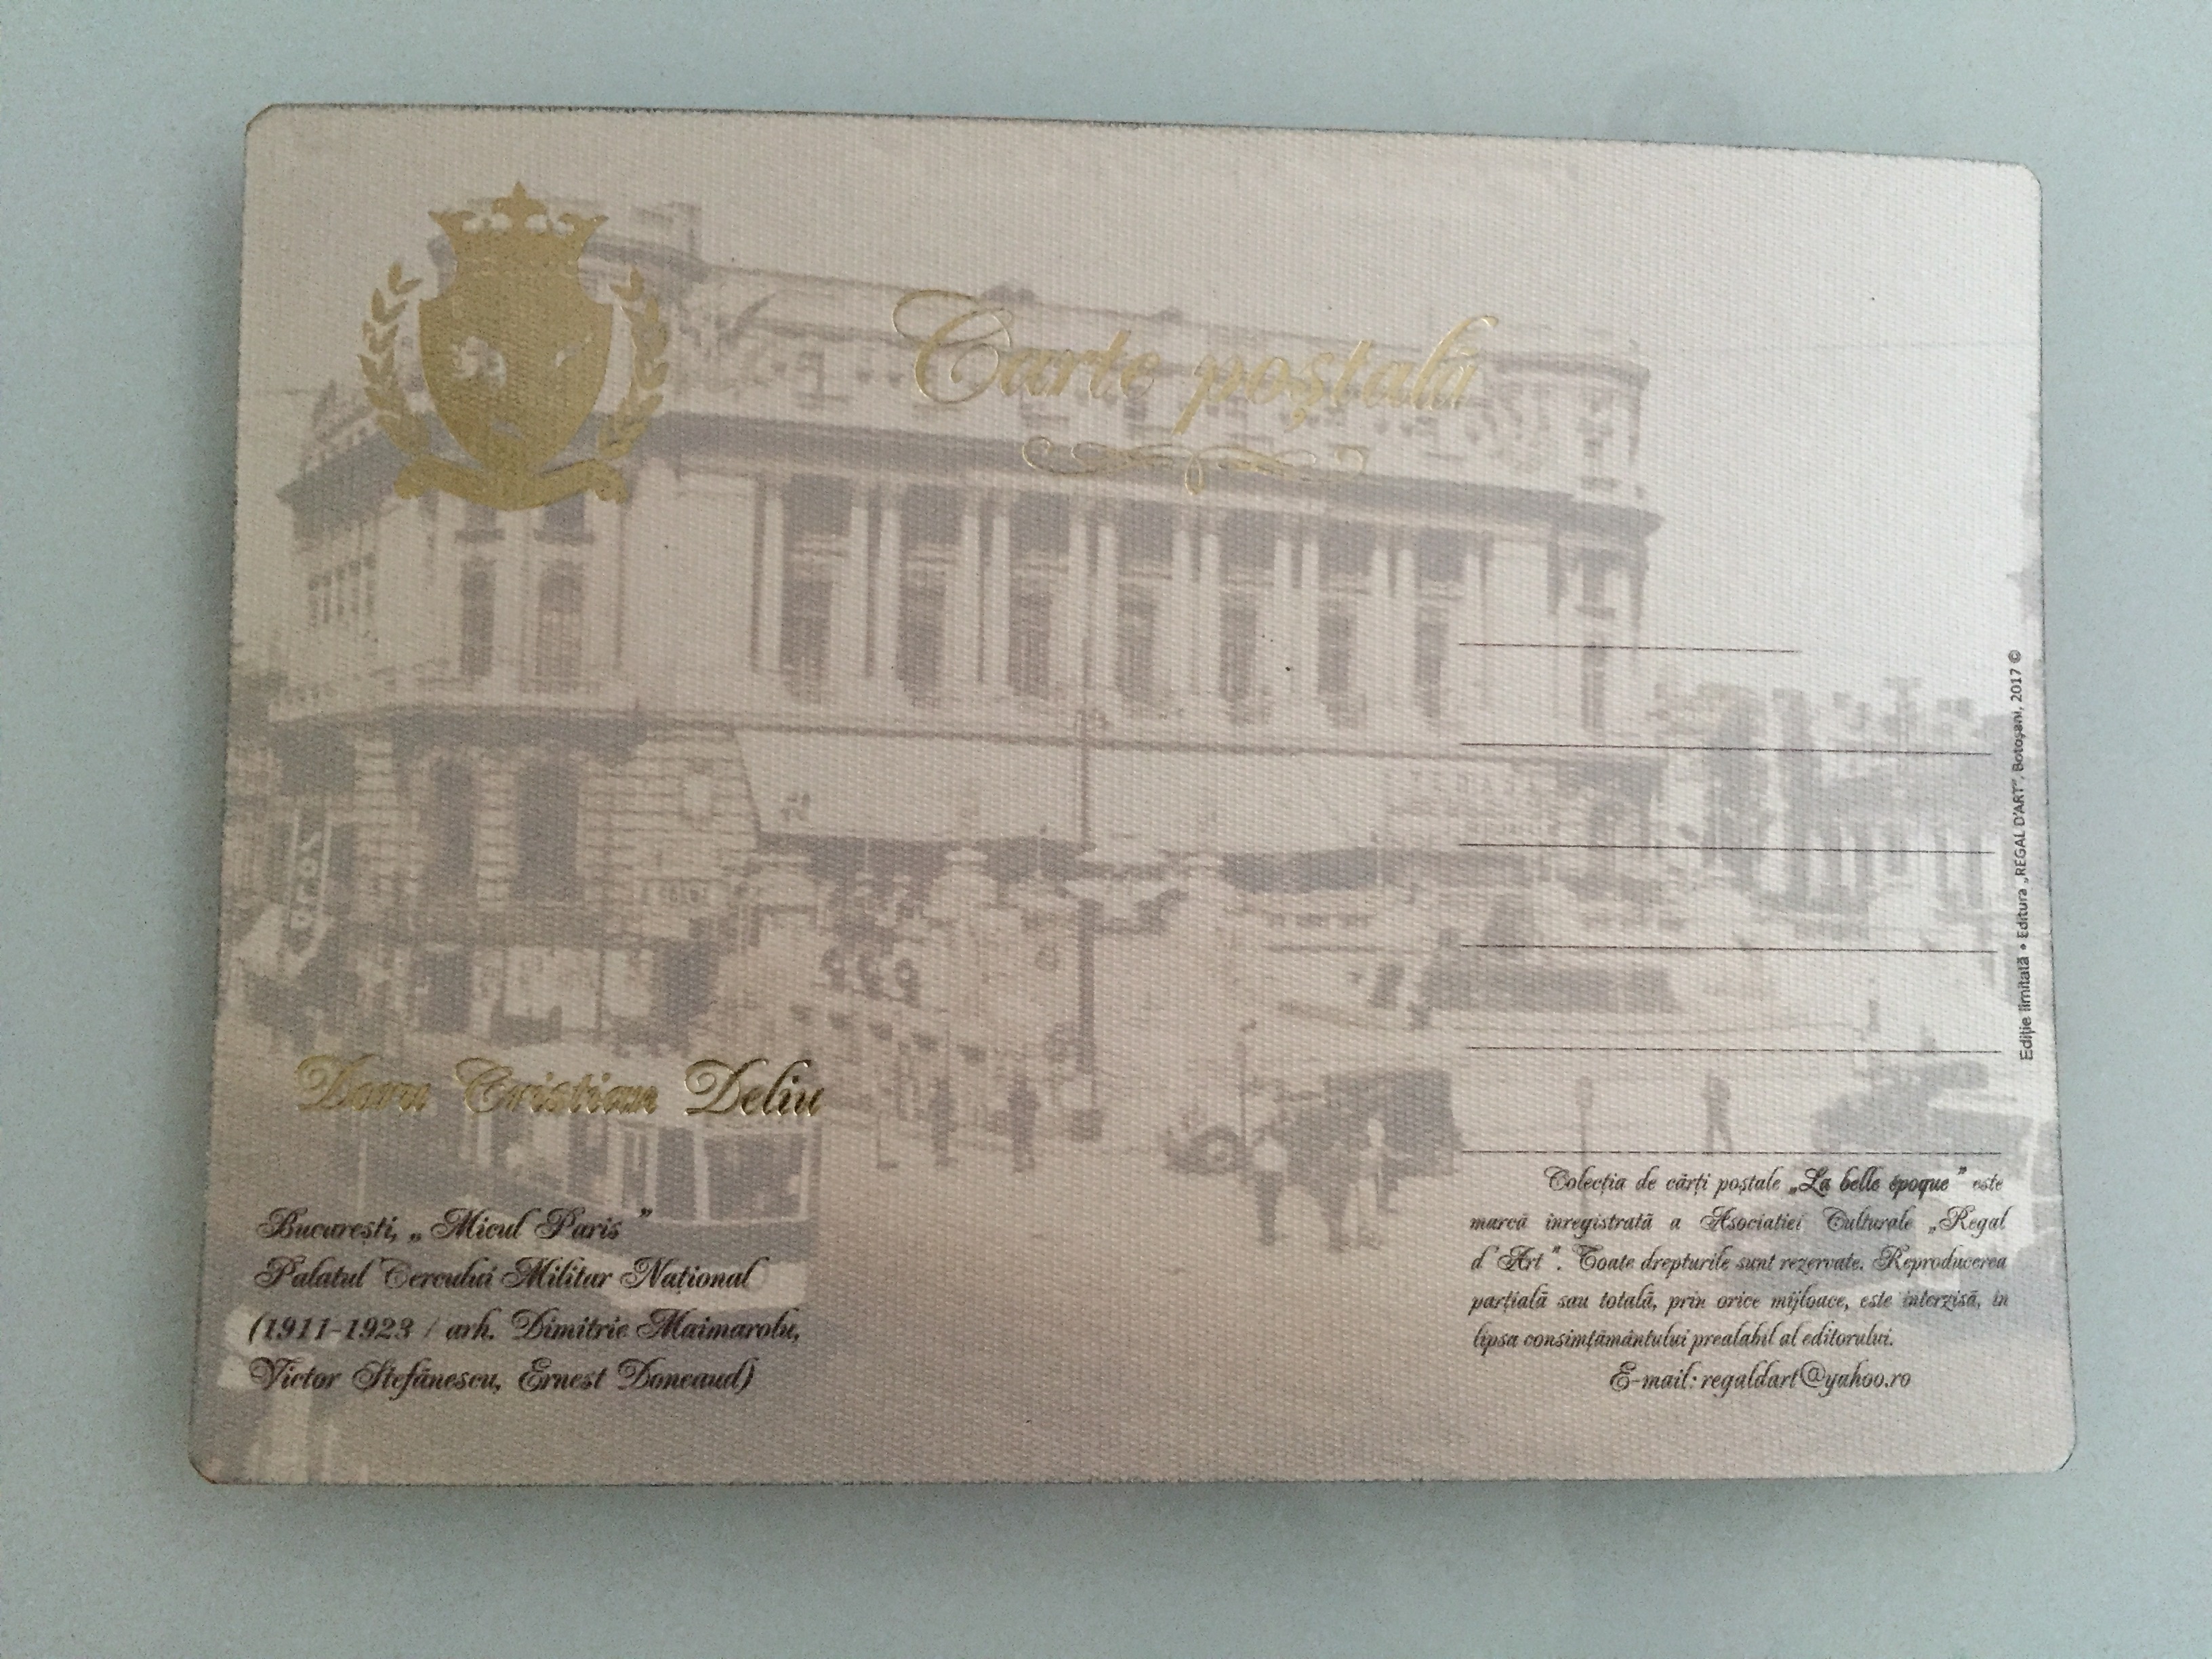 Carte poștală
Doru Cristian Deliu
București, „Micul Paris”
Palatul Cercului Militar Național
(1911-1923 / arh. Dimitrie Maimarolu,
Victor Ștefănescu, Ernest Doneaud)
Colecția de cărți poștale „La belle époque” este
marcă înregistrată a Asociatiei Culturale „Regal
d'Art”. Toate drepturile sunt rezervate. Reproducerea
parțială sau totală, prin orice mijloace, este interzisă, în
lipsa consimțământului prealabil al editorului.
E-mail: regaldart@yahoo.ro
Ediție limitată • Editura „REGAL D'ART”, Botoșani, 2017 ©